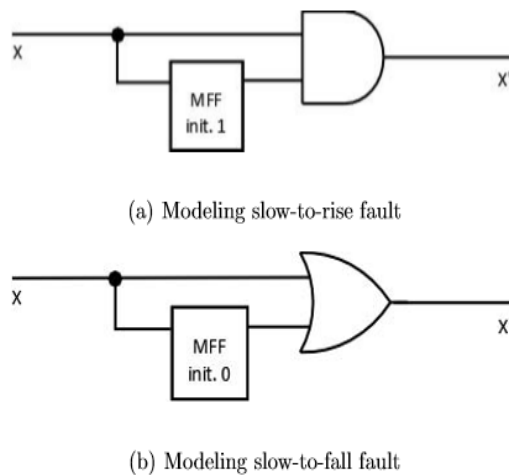 X
MFF
init. 1
X'
(a) Modeling slow-to-rise fault
X
MFF
init. 0
X
(b) Modeling slow-to-fall fault